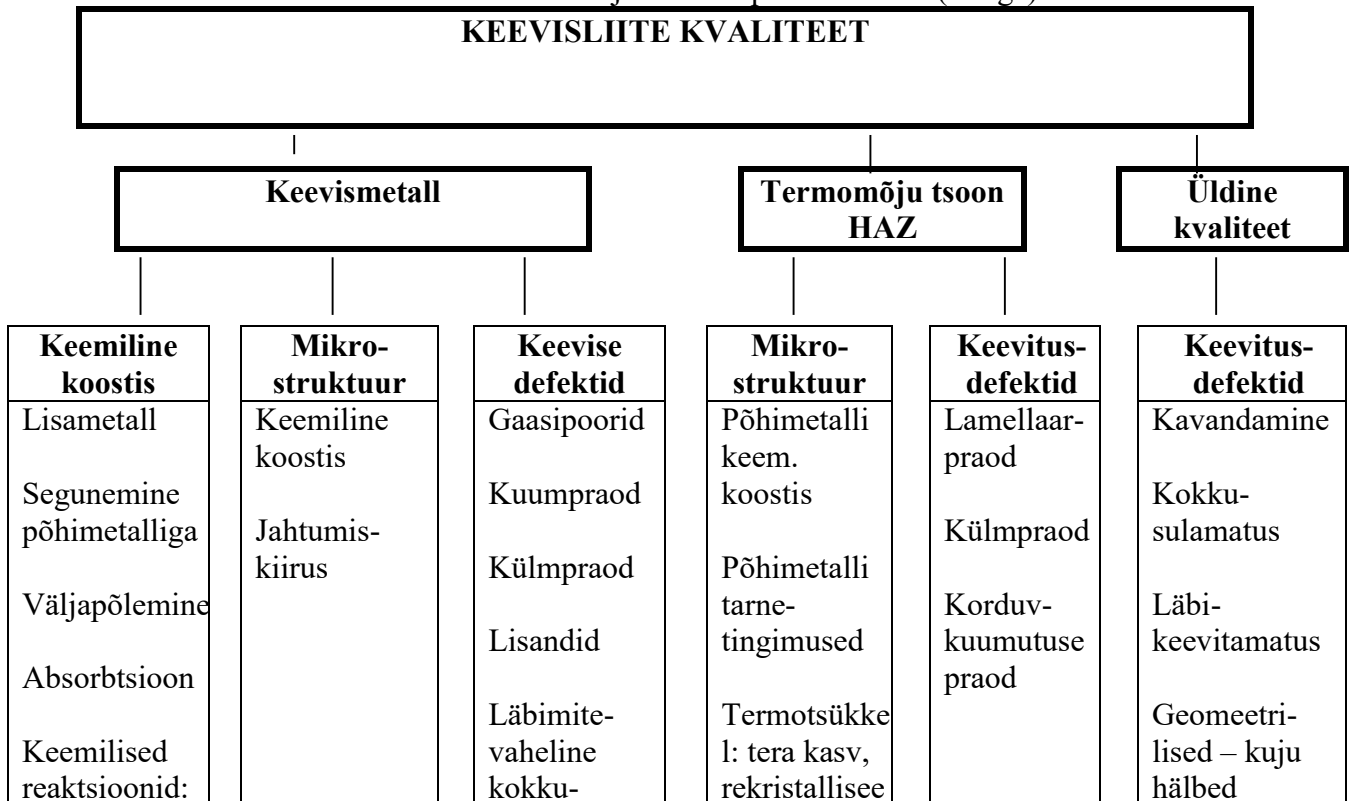 KEEVISLIITE KVALITEET
Keevismetall
Termomõju tsoon
HAZ
Üldine
kvaliteet
Keemiline
koostis
Lisametall
Segunemine
põhimetalliga
Väljapõlemine
Absorbtsioon
Keemilised
reaktsioonid:
Mikro-
struktuur
Keemiline
koostis
Jahtumis-
kiirus
Keevise
defektid
Gaasipoorid
Kuumpraod
Külmpraod
Lisandid
Läbimite-
vaheline
kokku-
Mikro-
struktuur
Põhimetalli
keem.
koostis
Põhimetalli
tarne-
tingimused
Termotsükke
l: tera kasv,
rekristallisee
Keevitus-
defektid
Lamellaar-
praod
Külmpraod
Korduv-
kuumutuse
praod
Keevitus-
defektid
Kavandamine
Kokku-
sulamatus
Läbi-
keevitamatus
Geomeetri-
lised – kuju
hälbed